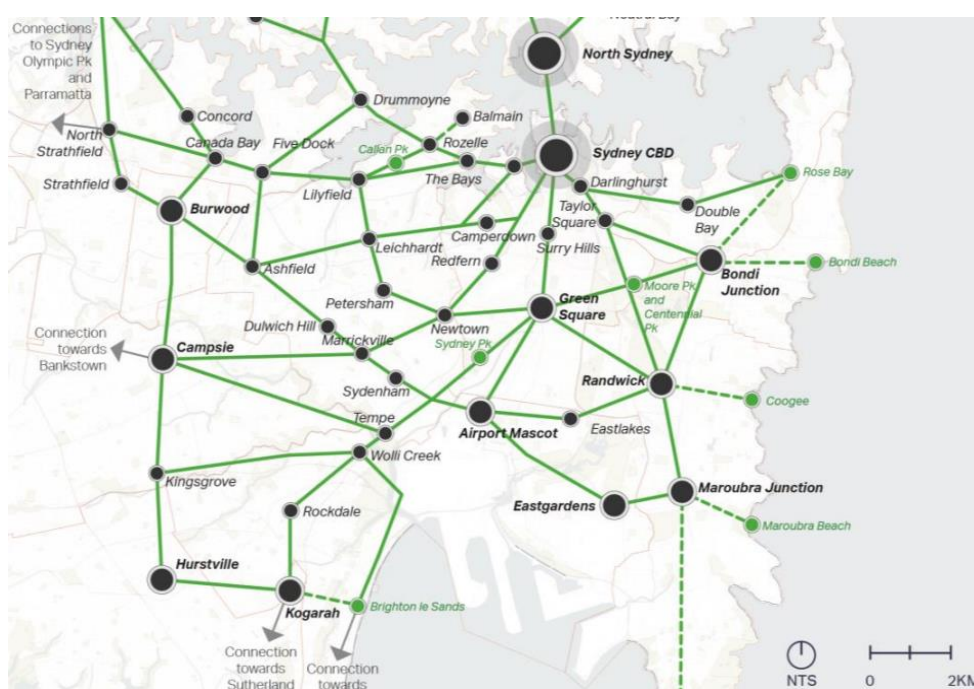 Neutral Bay
Connections
to Sydney
Olympic Pk
and
Parramatta
North Sydney
Drummoyne
Concord
Balmain
North
Strathfield
Canada Bay
Five Dock
Callan Pk
Rozelle
Sydney CBD
Strathfield
Lilyfield
The Bays
Darlinghurst
Rose Bay
Burwood
Taylor
Square
Double
Bay
Camperdown
Surry Hills
Leichhardt
Redfern
Ashfield
Bondi
Junction
Bondi Beach
Petersham
Green
Square
Moore Pk
and
Centennial
Pk
Dulwich Hill
Newtown
Marrickville
Sydney Pk
Connection
towards
Bankstown
Campsie
Sydenham
Randwick
Coogee
Tempe
Airport Mascot
Eastlakes
Wolli Creek
Kingsgrove
Rockdale
Eastgardens
Maroubra Junction
Maroubra Beach
Hurstville
Kogarah
Brighton le Sands
Connection
towards
Sutherland
Connection
towards
NTS
0
2KM